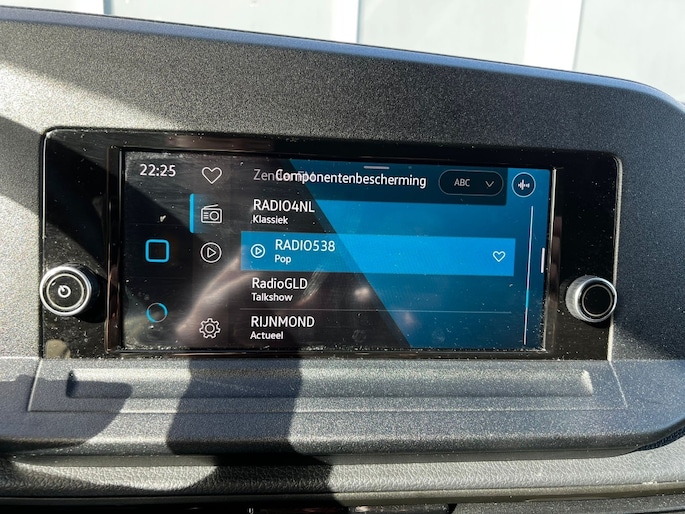 22:25
Componentenbescherming
ABC
RADIO4NL
Klassiek
RADIO538
Pop
RadioGLD
Talkshow
RIJNMOND
Actueel